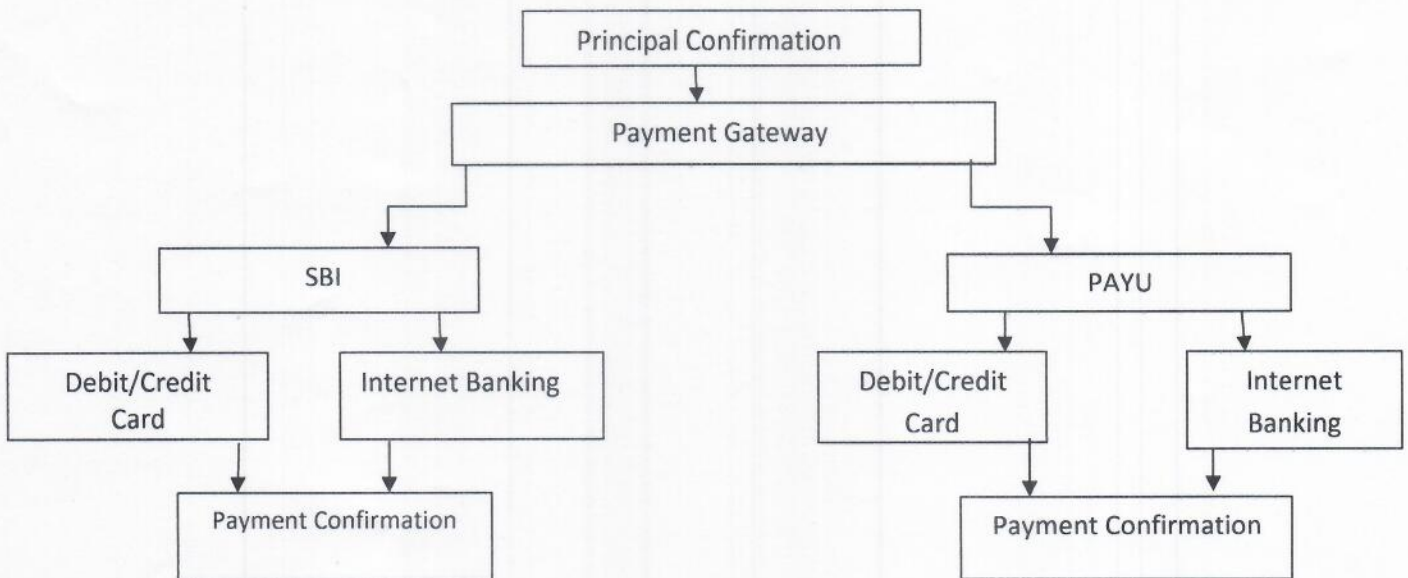 Principal Confirmation
Payment Gateway
SBI
PAYU
Debit/Credit
Card
Internet Banking
Debit/Credit
Card
Internet
Banking
Payment Confirmation
Payment Confirmation